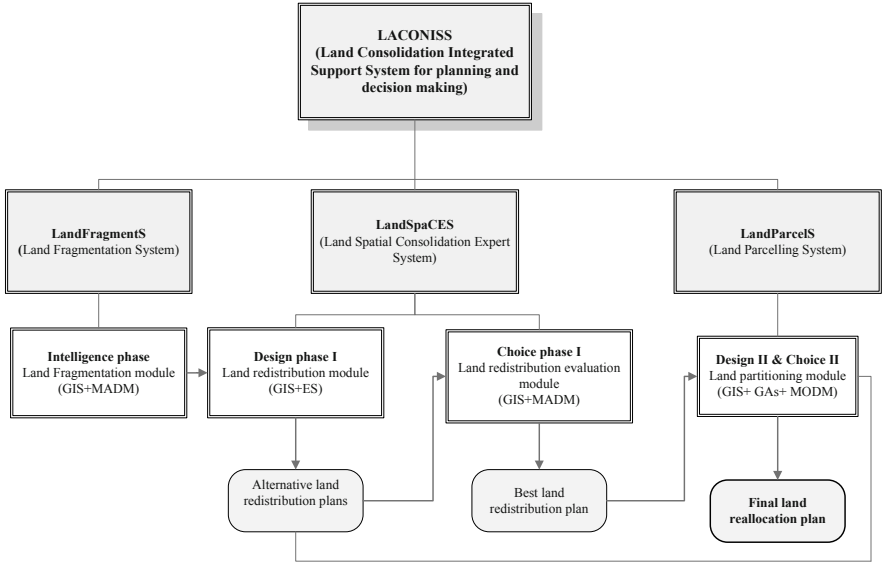 LACONISS
(Land Consolidation Integrated
Support System for planning and
decision making)
LandFragmentS
(Land Fragmentation System)
LandSpaCES
(Land Spatial Consolidation Expert
System)
LandParcelS
(Land Parcelling System)
Intelligence phase
Land Fragmentation module
(GIS+MADM)
Design phase I
Land redistribution module
(GIS+ES)
Choice phase I
Land redistribution evaluation
module
(GIS+MADM)
Design II & Choice II
Land partitioning module
(GIS+ GAs+ MODM)
Alternative land
redistribution plans
Best land
redistribution plan
Final land
reallocation plan